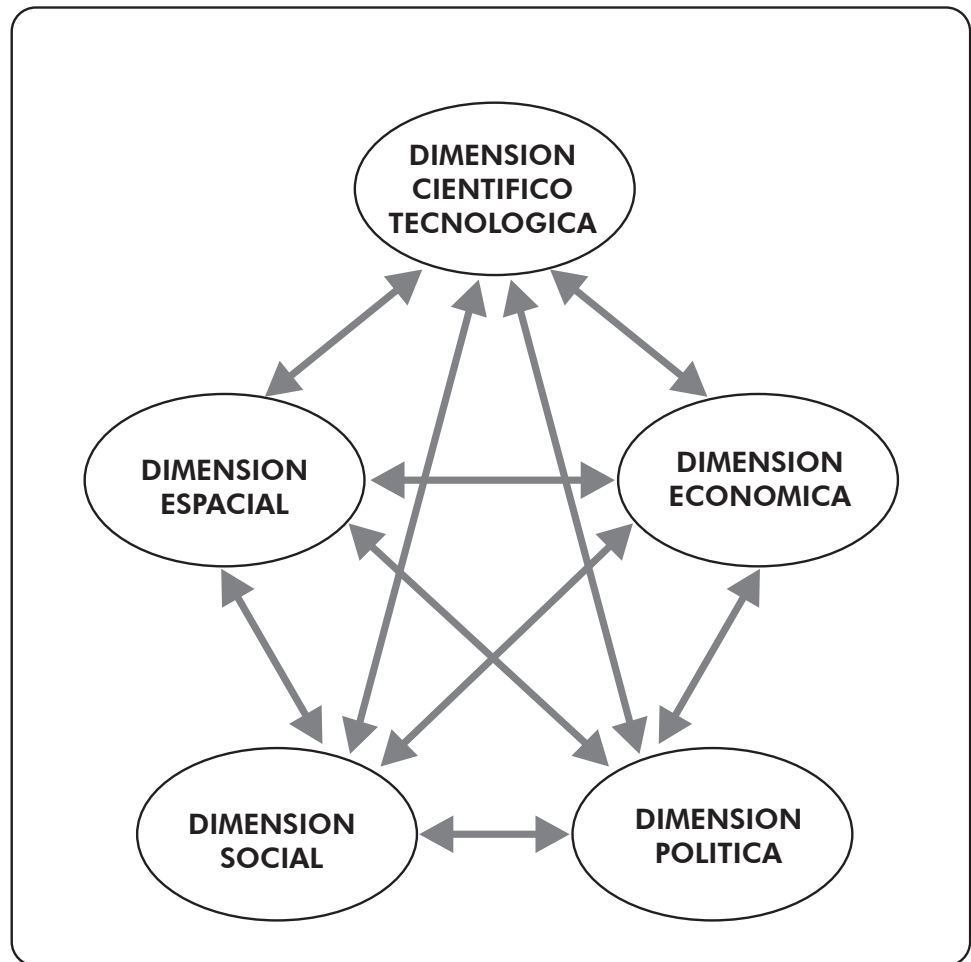 DIMENSION
CIENTIFICO
TECNOLOGICA
DIMENSION
ESPACIAL
DIMENSION
ECONOMICA
DIMENSION
SOCIAL
DIMENSION
POLITICA